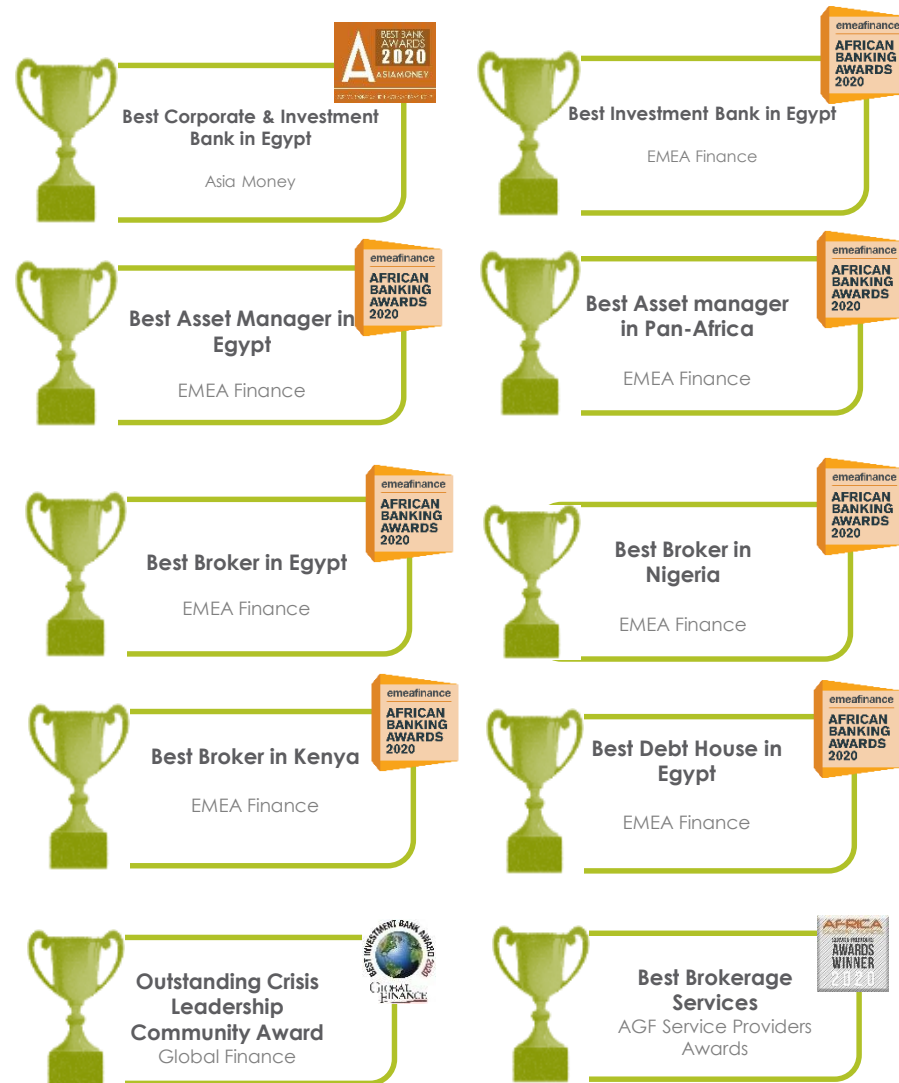 BEST BANK
AWARDS
2020
ASIAMONEY
Best Corporate & Investment
Bank in Egypt
Asia Money
emeafinance
AFRICAN
BANKING
AWARDS
2020
Best Investment Bank in Egypt
EMEA Finance
emeafinance
AFRICAN
BANKING
AWARDS
2020
Best Asset Manager in
Egypt
EMEA Finance
emeafinance
AFRICAN
BANKING
AWARDS
2020
Best Asset manager
in Pan-Africa
EMEA Finance
emeafinance
AFRICAN
BANKING
AWARDS
2020
Best Broker in Egypt
EMEA Finance
emeafinance
AFRICAN
BANKING
AWARDS
2020
Best Broker in
Nigeria
EMEA Finance
emeafinance
AFRICAN
BANKING
AWARDS
2020
Best Broker in Kenya
EMEA Finance
emeafinance
AFRICAN
BANKING
AWARDS
2020
Best Debt House in
Egypt
EMEA Finance
BEST INVESTMENT BANK AWARD 2020
GLOBAL
FINANCE
Outstanding Crisis
Leadership
Community Award
Global Finance
AFRICA
GLOBAL FUNDS
SERVICE PROVIDERS
AWARDS
WINNER
2020
Best Brokerage
Services
AGF Service Providers
Awards